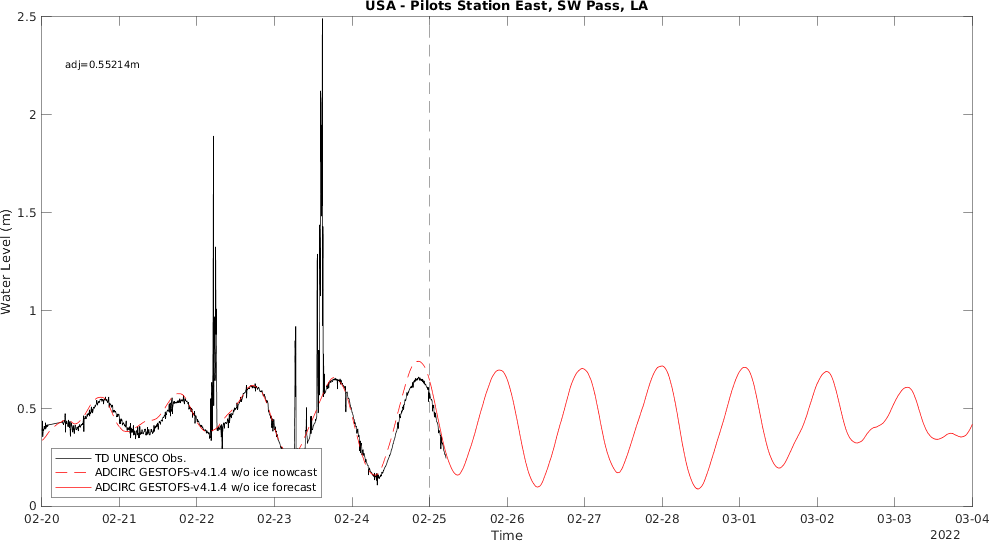 USA - Pilots Station East, SW Pass, LA
2.5
adj=0.55214m
2
1.5
Water Level (m)
1
0.5
TD UNESCO Obs.
ADCIRC GESTOFS-v4.1.4 w/o ice nowcast
ADCIRC GESTOFS-v4.1.4 w/o ice forecast
0
02-20 02-21 02-22 02-23 02-24 02-25 02-26 02-27 02-28 03-01 03-02 03-03 03-04
Time
2022